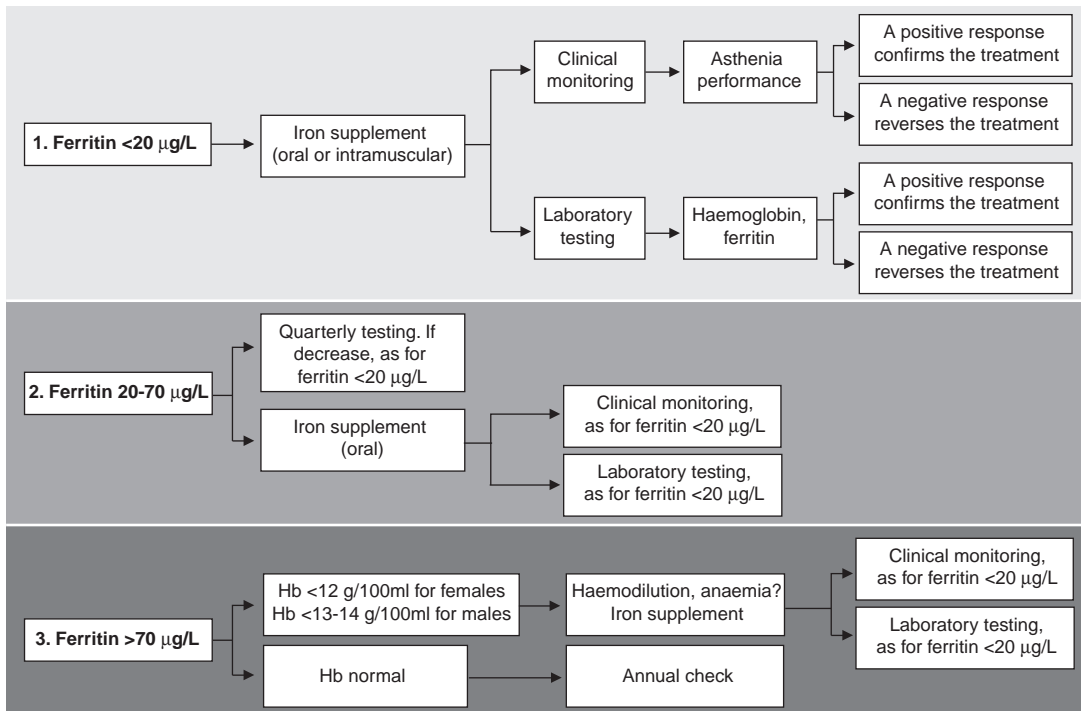 1. Ferritin <20 μg/L
Iron supplement
(oral or intramuscular)
Clinical
monitoring
Asthenia
performance
A positive response
confirms the treatment
A negative response
reverses the treatment
Laboratory
testing
Haemoglobin,
ferritin
A positive response
confirms the treatment
A negative response
reverses the treatment
2. Ferritin 20-70 μg/L
Quarterly testing. If
decrease, as for
ferritin <20 μg/L
Iron supplement
(oral)
Clinical monitoring,
as for ferritin <20 μg/L
Laboratory testing,
as for ferritin <20 μg/L
3. Ferritin >70 μg/L
Hb <12 g/100ml for females
Hb <13-14 g/100ml for males
Haemodilution, anaemia?
Iron supplement
Clinical monitoring,
as for ferritin <20 μg/L
Laboratory testing,
as for ferritin <20 μg/L
Hb normal
Annual check